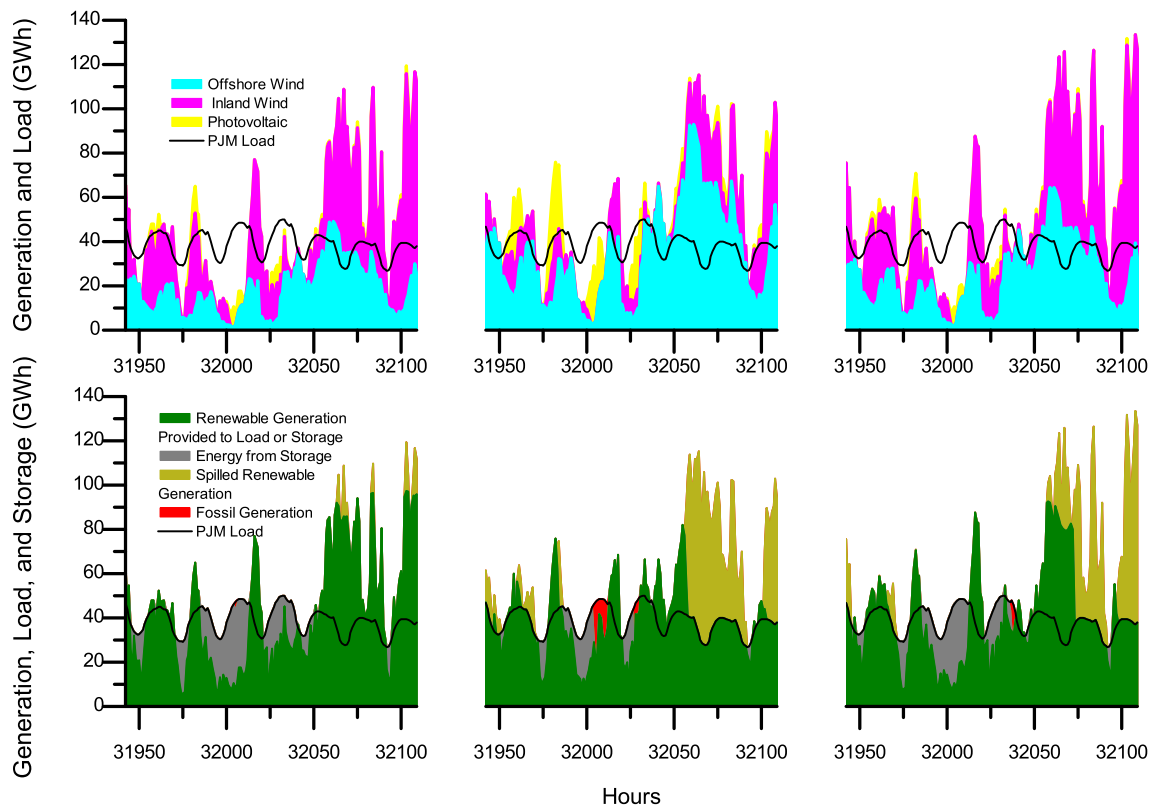 Generation and Load (GWh)
140
120
100
80
60
40
20
0
Offshore Wind
Inland Wind
Photovoltaic
PJM Load
31950 32000 32050 32100
31950 32000 32050 32100
31950 32000 32050 32100
Generation, Load, and Storage (GWh)
140
120
100
80
60
40
20
0
Renewable Generation
Provided to Load or Storage
Energy from Storage
Spilled Renewable
Generation
Fossil Generation
PJM Load
31950 32000 32050 32100
31950 32000 32050 32100
31950 32000 32050 32100
Hours